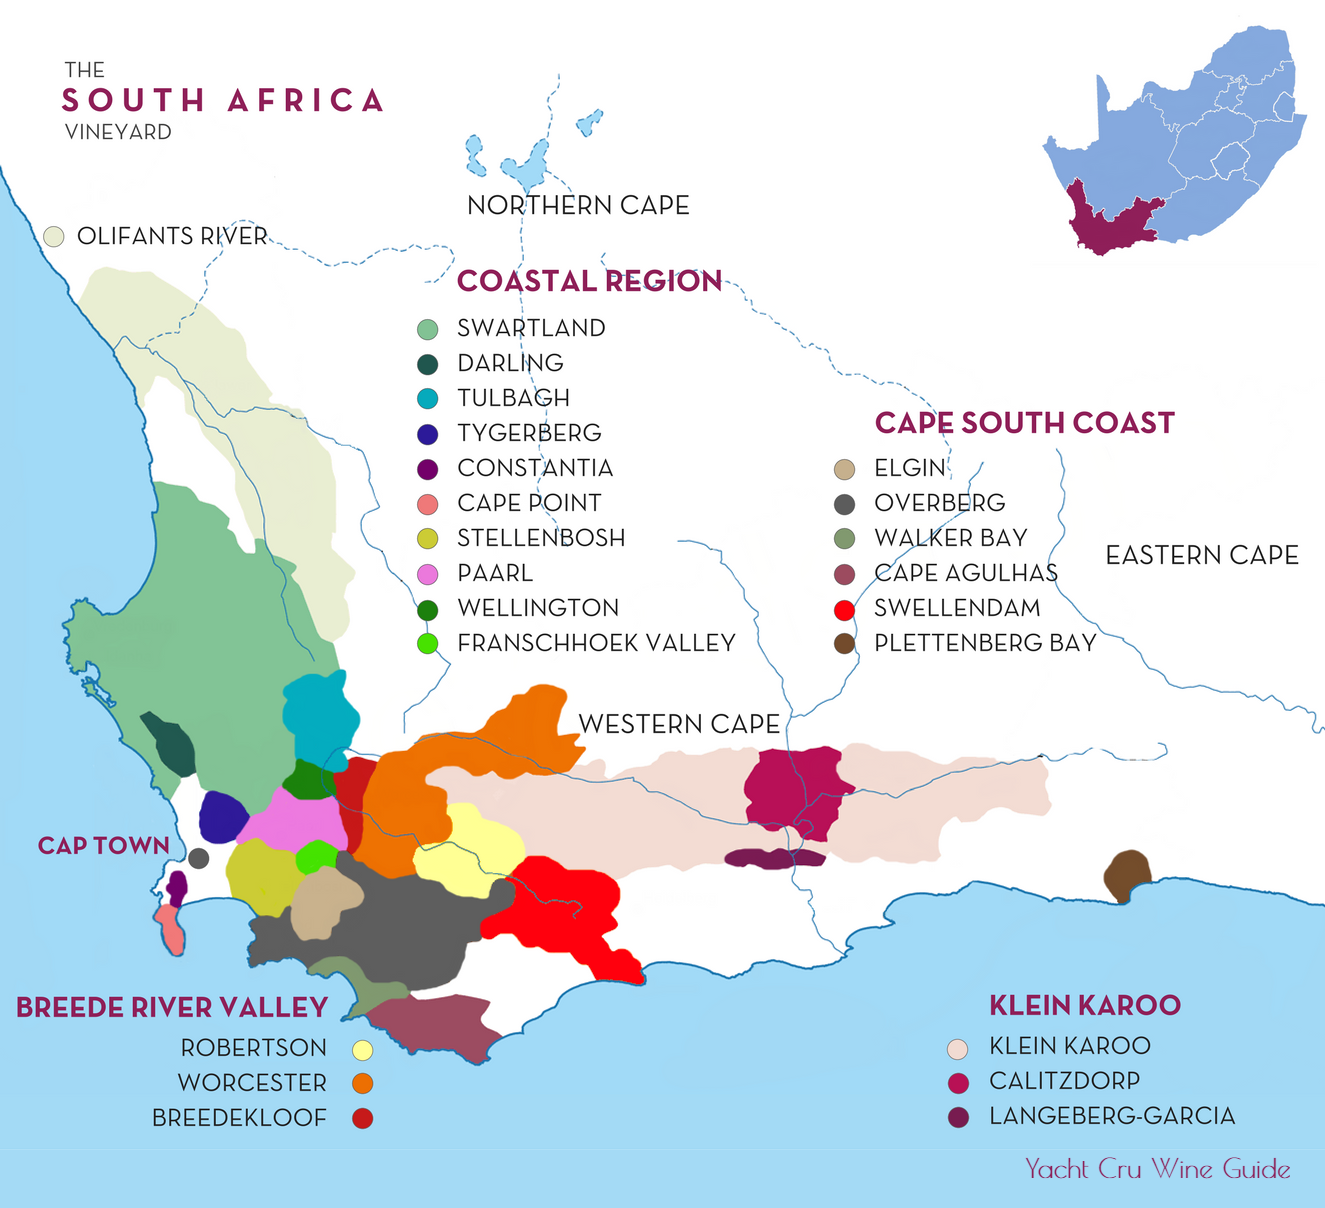 THE
SOUTH AFRICA
VINEYARD
NORTHERN CAPE
OLIFANTS RIVER
COASTAL REGION
SWARTLAND
DARLING
TULBAGH
TYGERBERG
CONSTANTIA
CAPE POINT
STELLENBOSH
PAARL
WELLINGTON
FRANSCHHOEK VALLEY
CAPE SOUTH COAST
ELGIN
OVERBERG
WALKER BAY
CAPE AGULHAS
SWELLENDAM
PLETTENBERG BAY
EASTERN CAPE
WESTERN CAPE
CAP TOWN
BREEDE RIVER VALLEY
ROBERTSON
WORCESTER
BREEDEKLOOF
KLEIN KAROO
KLEIN KAROO
CALITZDORP
LANGEBERG-GARCIA
Yacht Cru Wine Guide